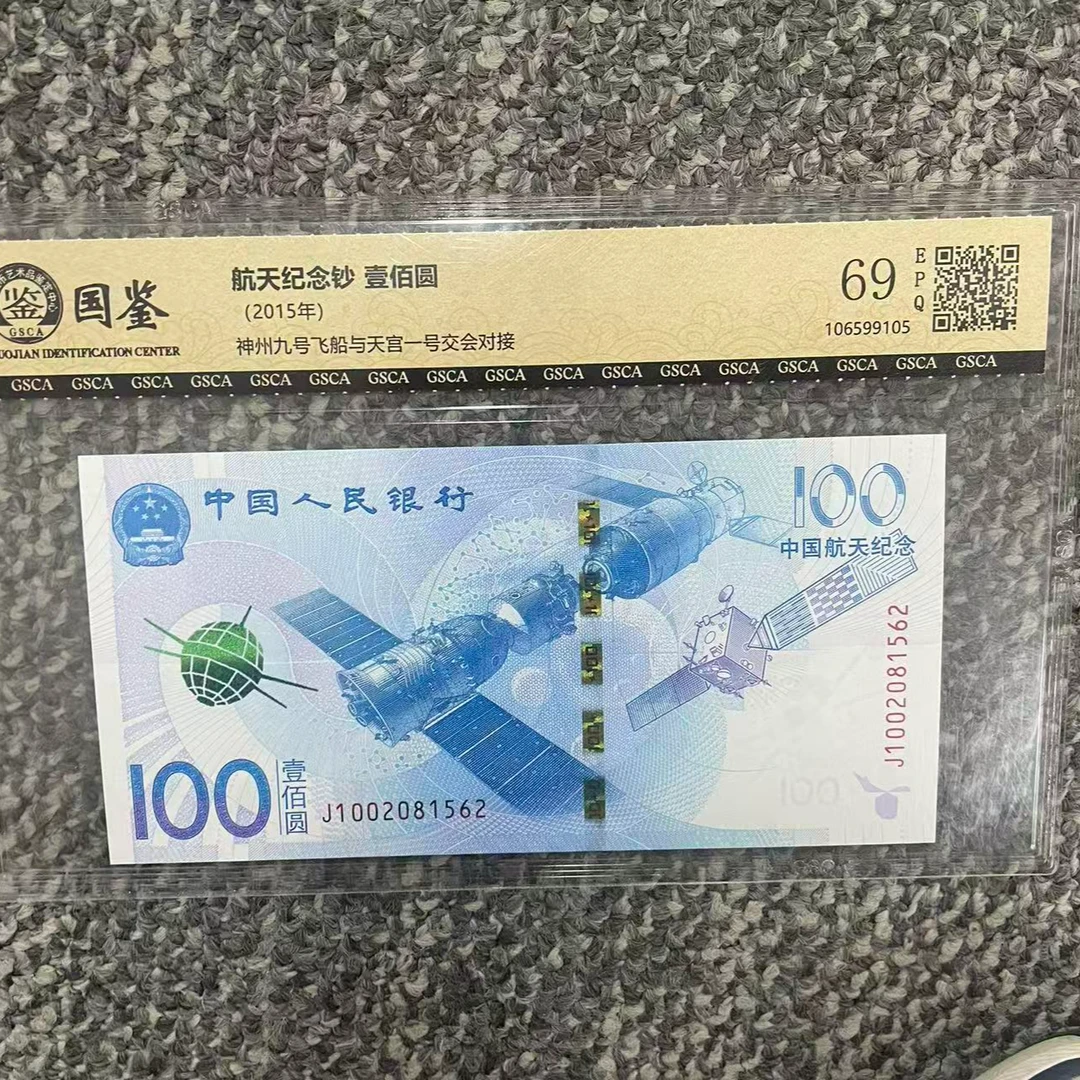 国鉴
GSCA
UOJIAN IDENTIFICATION CENTER
航天纪念钞 壹佰圆
（2015年）
神州九号飞船与天宫一号交会对接
69
EPQ
106599105
GSCA GSCA GSCA GSCA GSCA GSCA GSCA GSCA GSCA GSCA GSCA GSCA GSCA GSCA GSCA GSCA GSCA
中国人民银行
100
中国航天纪念
J1002081562
100
壹佰圆
J1002081562
100